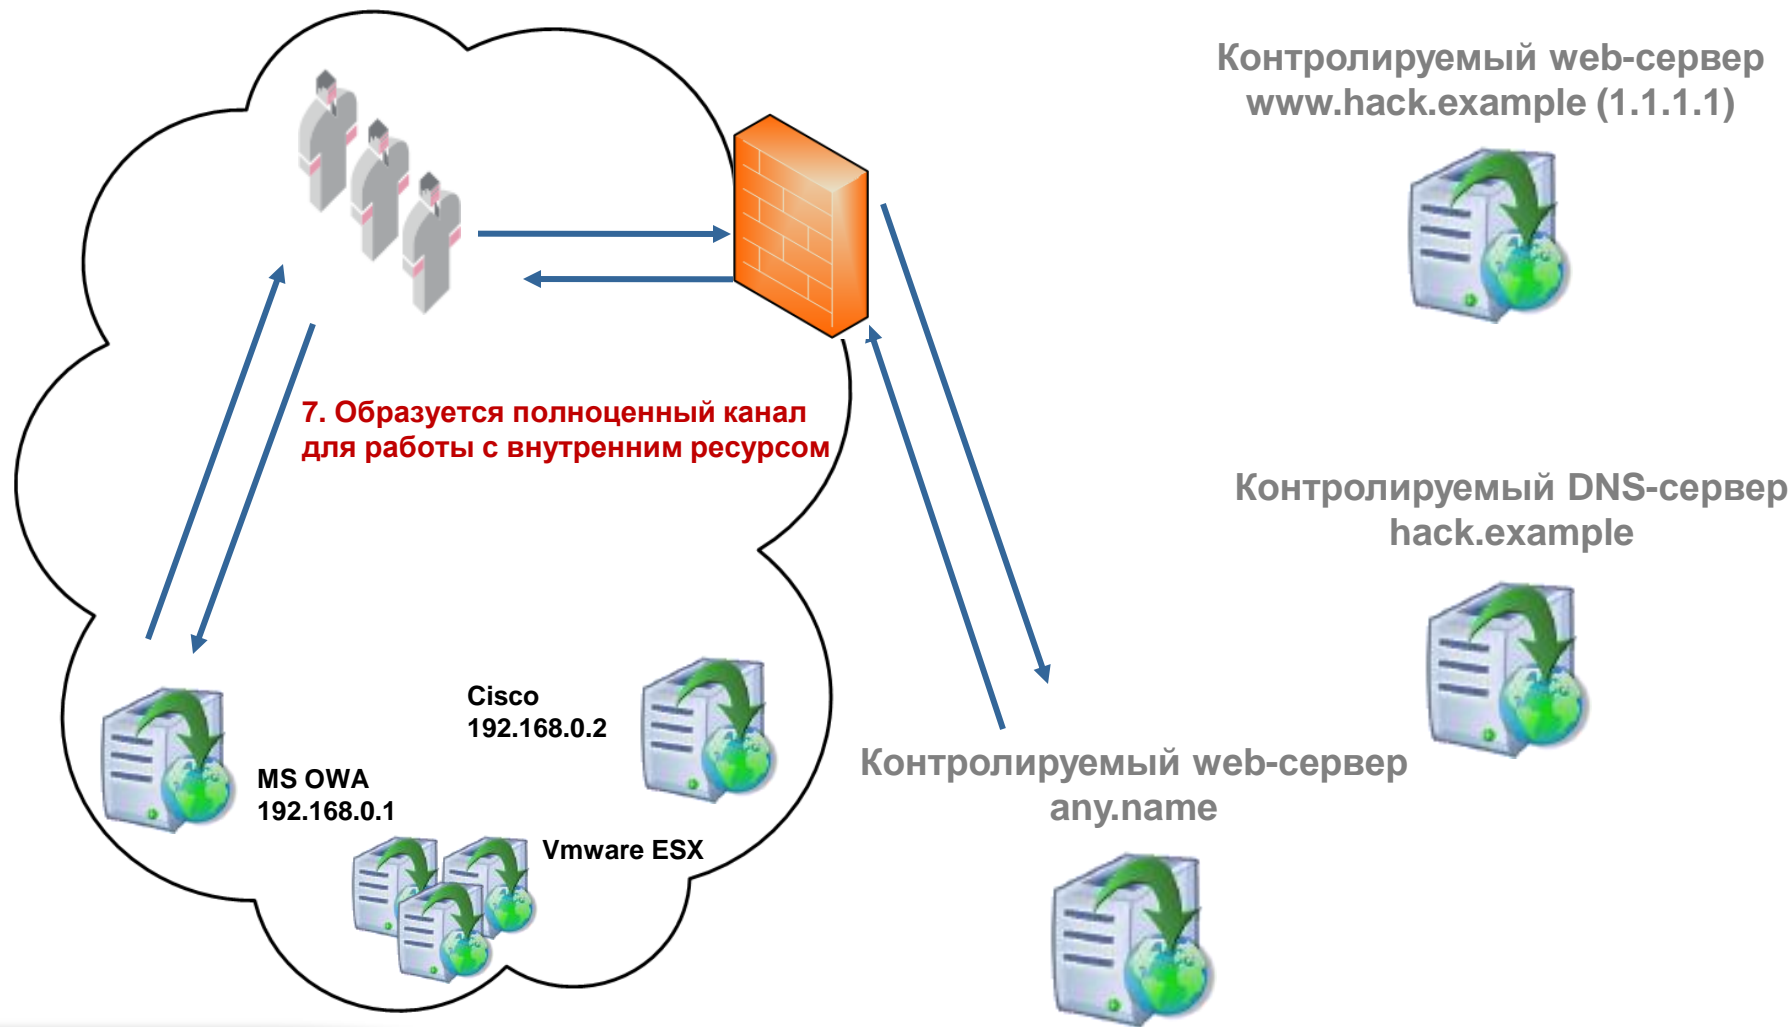 Контролируемый web-сервер
www.hack.example (1.1.1.1)
7. Образуется полноценный канал
для работы с внутренним ресурсом
Контролируемый DNS-сервер
hack.example
Cisco
192.168.0.2
MS OWA
192.168.0.1
Vmware ESX
Контролируемый web-сервер
any.name